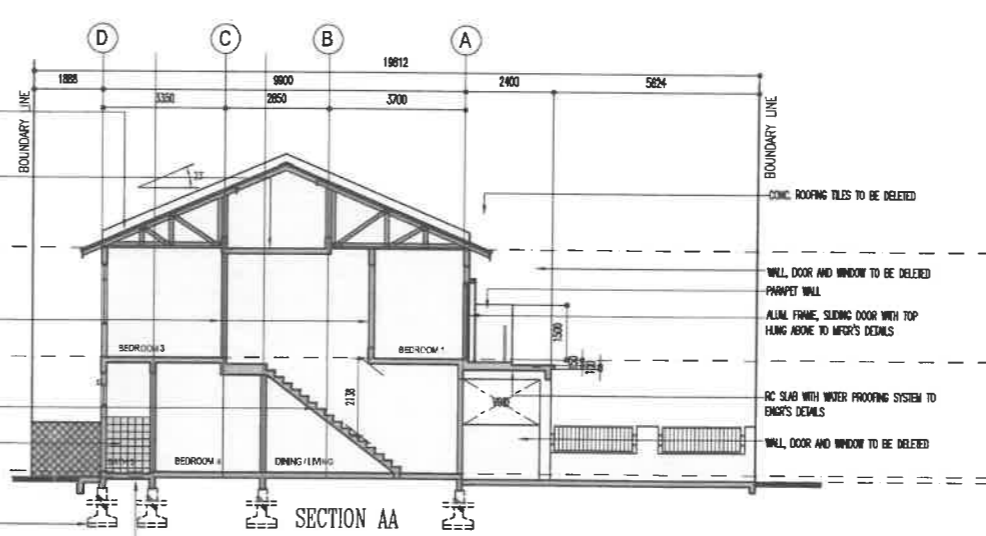 D
C
B
A
19812
1888
9900
2400
5624
3350
2850
3700
BOUNDARY LINE
BOUNDARY LINE
CONC. ROOFING TILES TO BE DELETED
WALL, DOOR AND WINDOW TO BE DELETED
PARAPET WALL
ALUM. FRAME, SLIDING DOOR WITH TOP
HUNG ABOVE TO MFGR'S DETAILS
1500
BEDROOM 3
BEDROOM 1
2138
RC SLAB WITH WATER PROOFING SYSTEM TO
ENGR'S DETAILS
WALL, DOOR AND WINDOW TO BE DELETED
BEDROOM 4
DINING / LIVING
SECTION AA